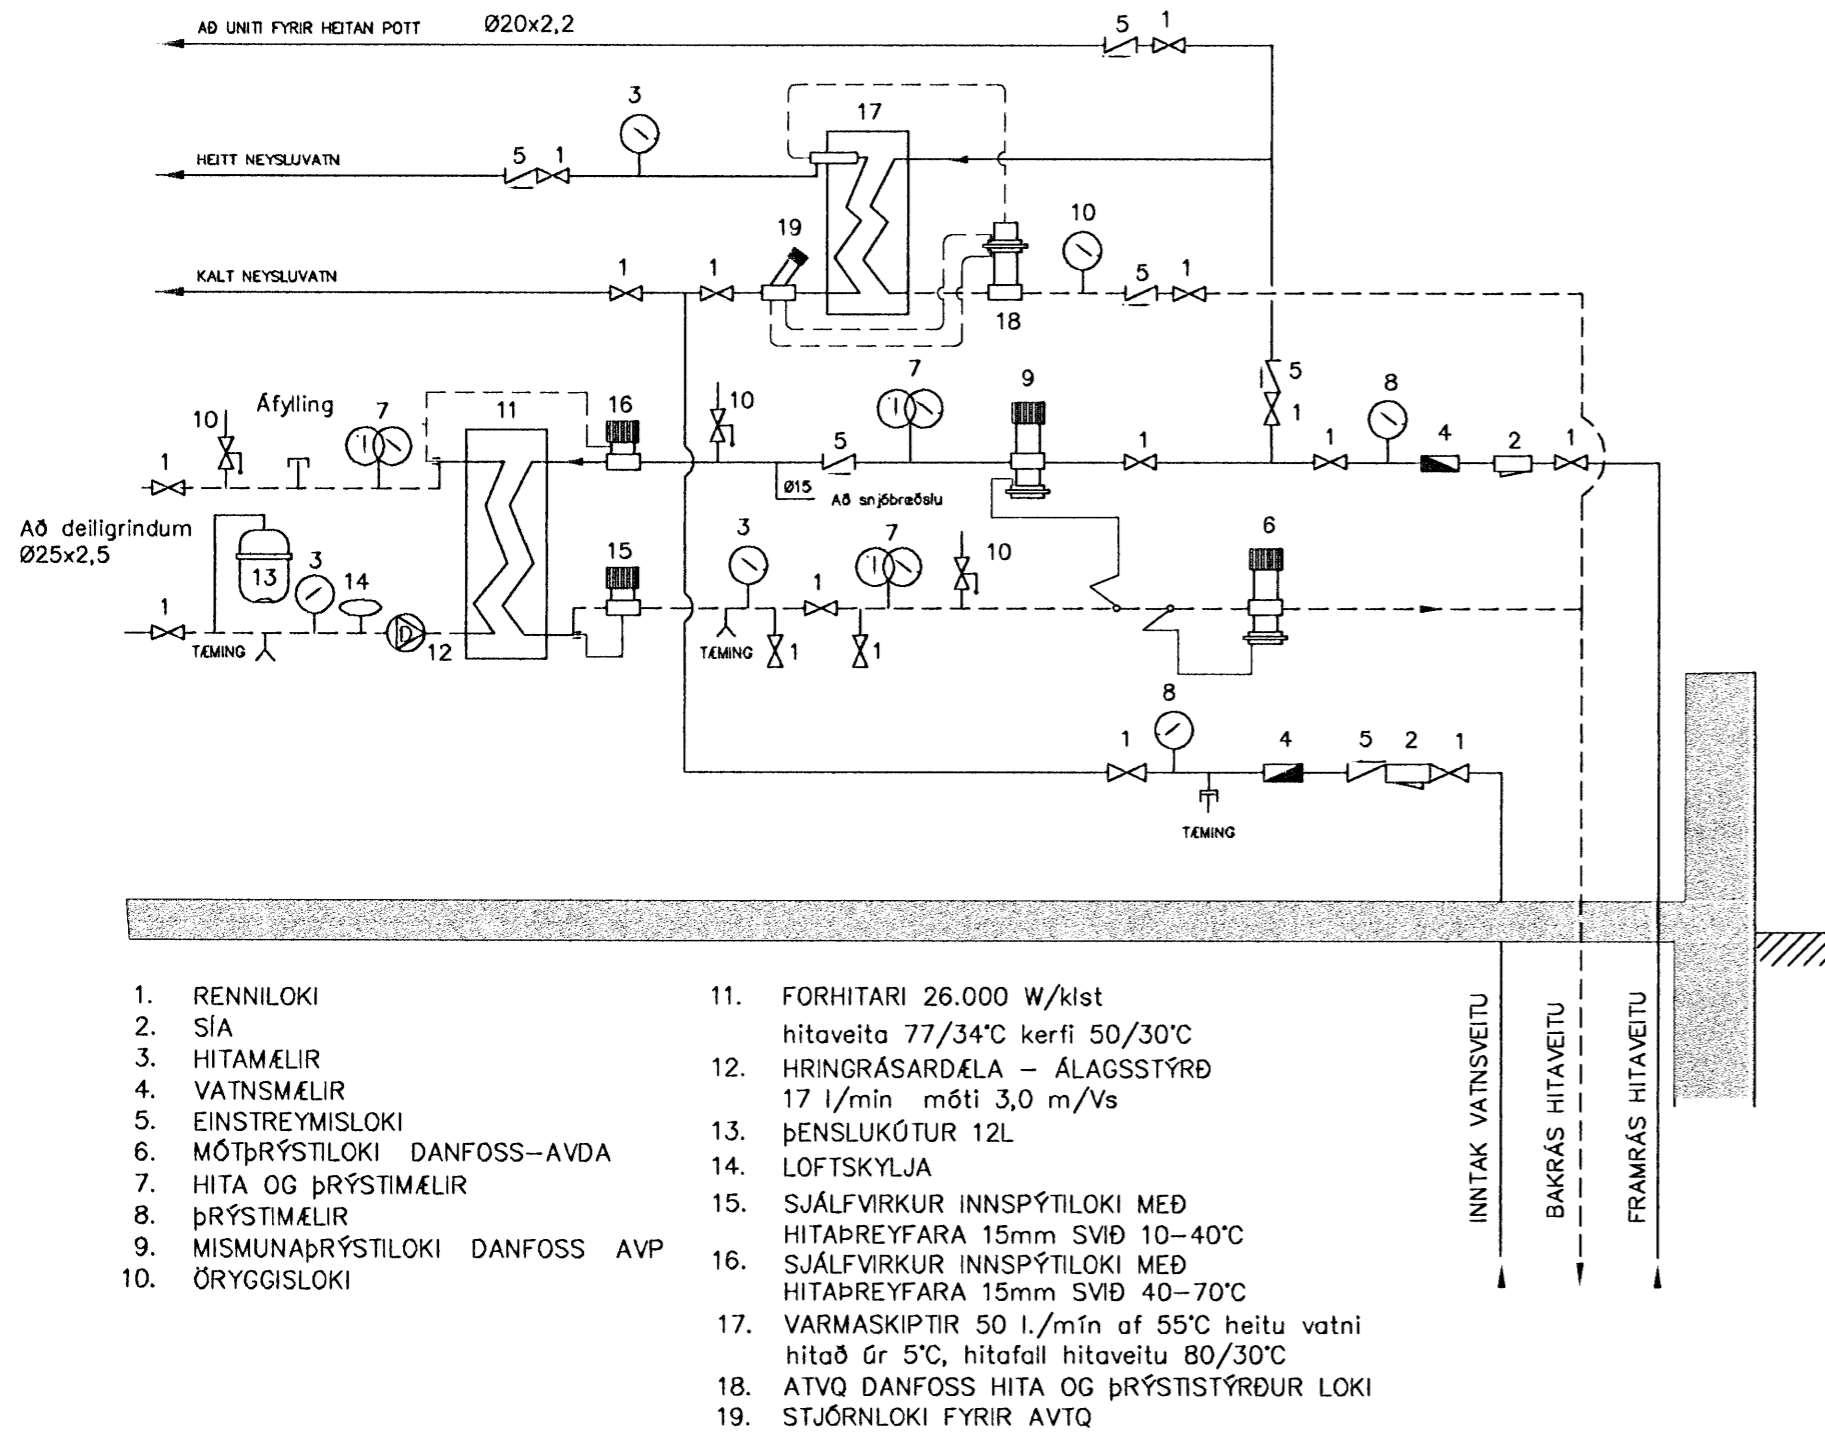 AÐ UNITI FYRIR HEITAN POTT Ø20x2,2
5 1
3
17
HEITT NEYSLUVATN
5 1
19
10
KALT NEYSLUVATN
1 1
5 1
18
7
9
5
8
1
10 Áfylling 7 11 16 10
1
5
1
1 4 2 1
Ø15 Að snjóbræðslu
Að deiligrindum
Ø25x2,5
13
3
14
15
3
7
10
6
1
1
TÆMING
D
12
TÆMING
1
1
8
1
4
5 2 1
TÆMING
1. RENNILOKI
2. SÍA
3. HITAMÆLIR
4. VATNSMÆLIR
5. EINSTREYMISLOKI
6. MÓTÞRÝSTILOKI DANFOSS-AVDA
7. HITA OG ÞRÝSTIMÆLIR
8. ÞRÝSTIMÆLIR
9. MISMUNAÞRÝSTILOKI DANFOSS AVP
10. ÖRYGGISLOKI
11. FORHITARI 26.000 W/klst
hitaveita 77/34°C kerfi 50/30°C
12. HRINGRÁSARDÆLA - ÁLAGSSTÝRÐ
17 l/min móti 3,0 m/Vs
13. ÞENSLUKÚTUR 12L
14. LOFTSKYLJA
15. SJÁLFVIRKUR INNSPÝTILOKI MEÐ
HITAÞREYFARA 15mm SVIÐ 10-40°C
16. SJÁLFVIRKUR INNSPÝTILOKI MEÐ
HITAÞREYFARA 15mm SVIÐ 40-70°C
17. VARMASKIPTIR 50 l./mín af 55°C heitu vatni
hitað úr 5°C, hitafall hitaveitu 80/30°C
18. ATVQ DANFOSS HITA OG ÞRÝSTISTÝRÐUR LOKI
19. STJÓRNLOKI FYRIR AVTQ
INNTAK VATNSVEITU
BAKRÁS HITAVEITU
FRAMRÁS HITAVEITU